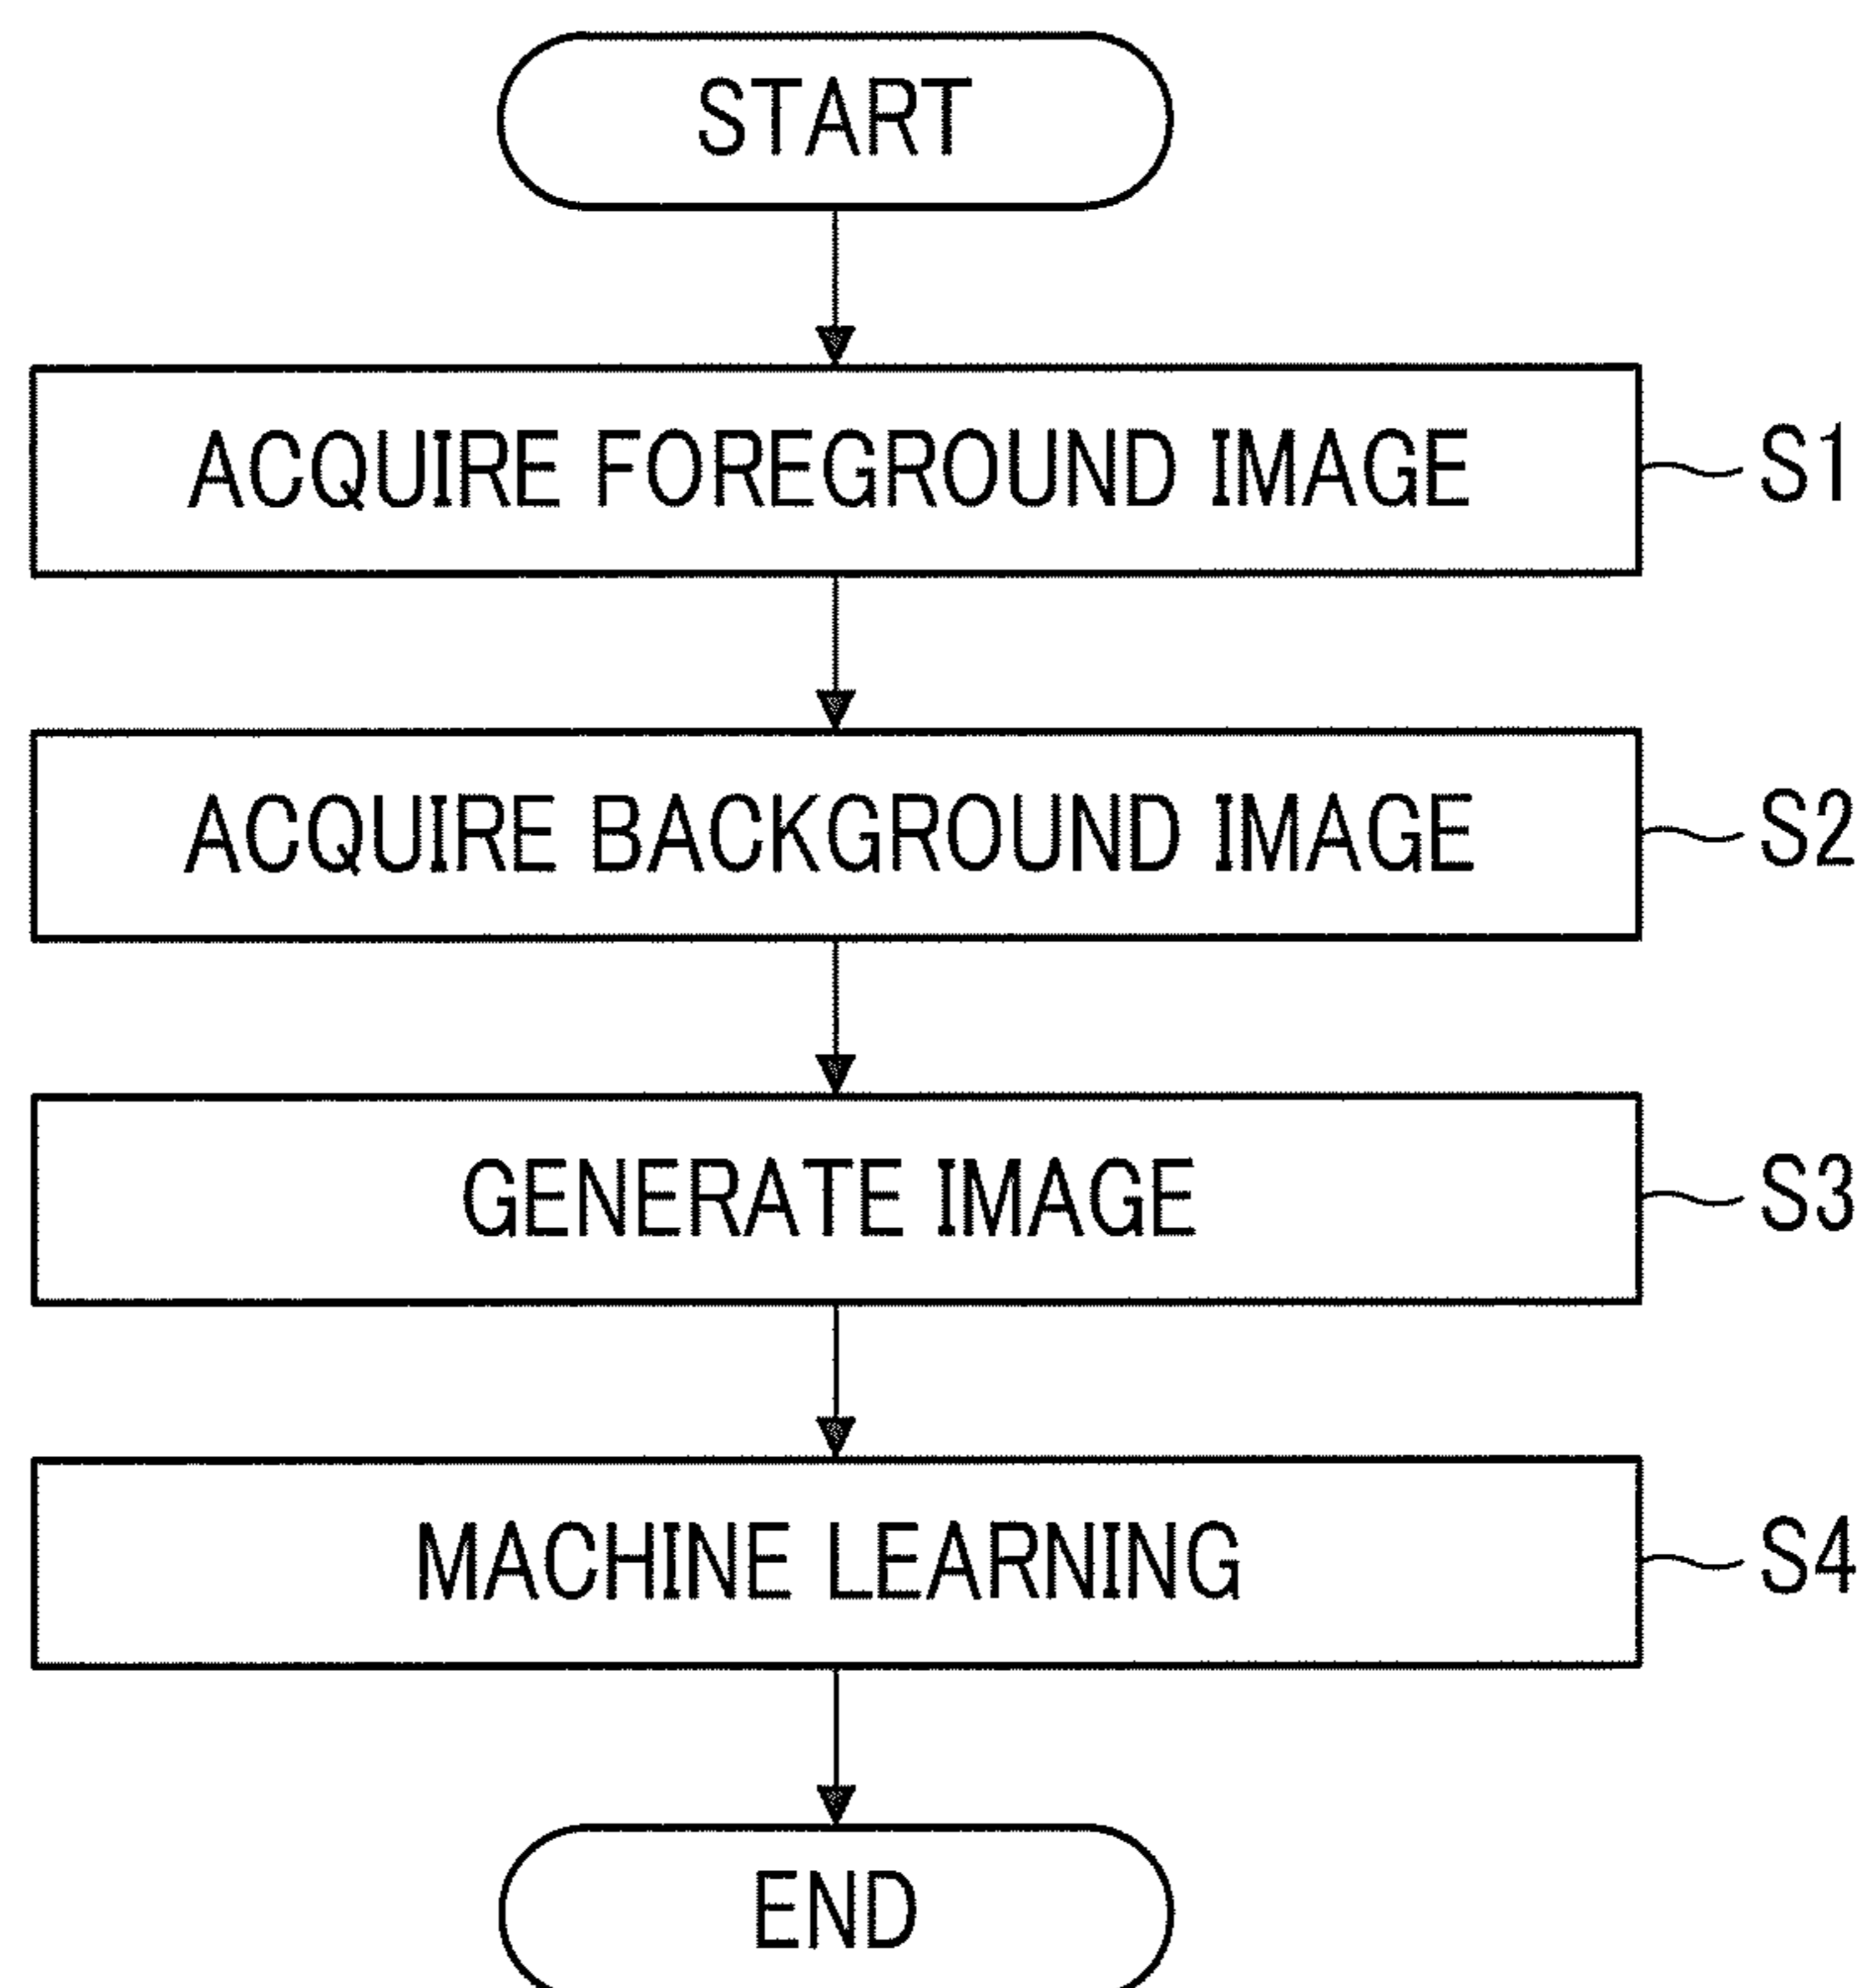 START
ACQUIRE FOREGROUND IMAGE S1
ACQUIRE BACKGROUND IMAGE S2
GENERATE IMAGE S3
MACHINE LEARNING S4
END